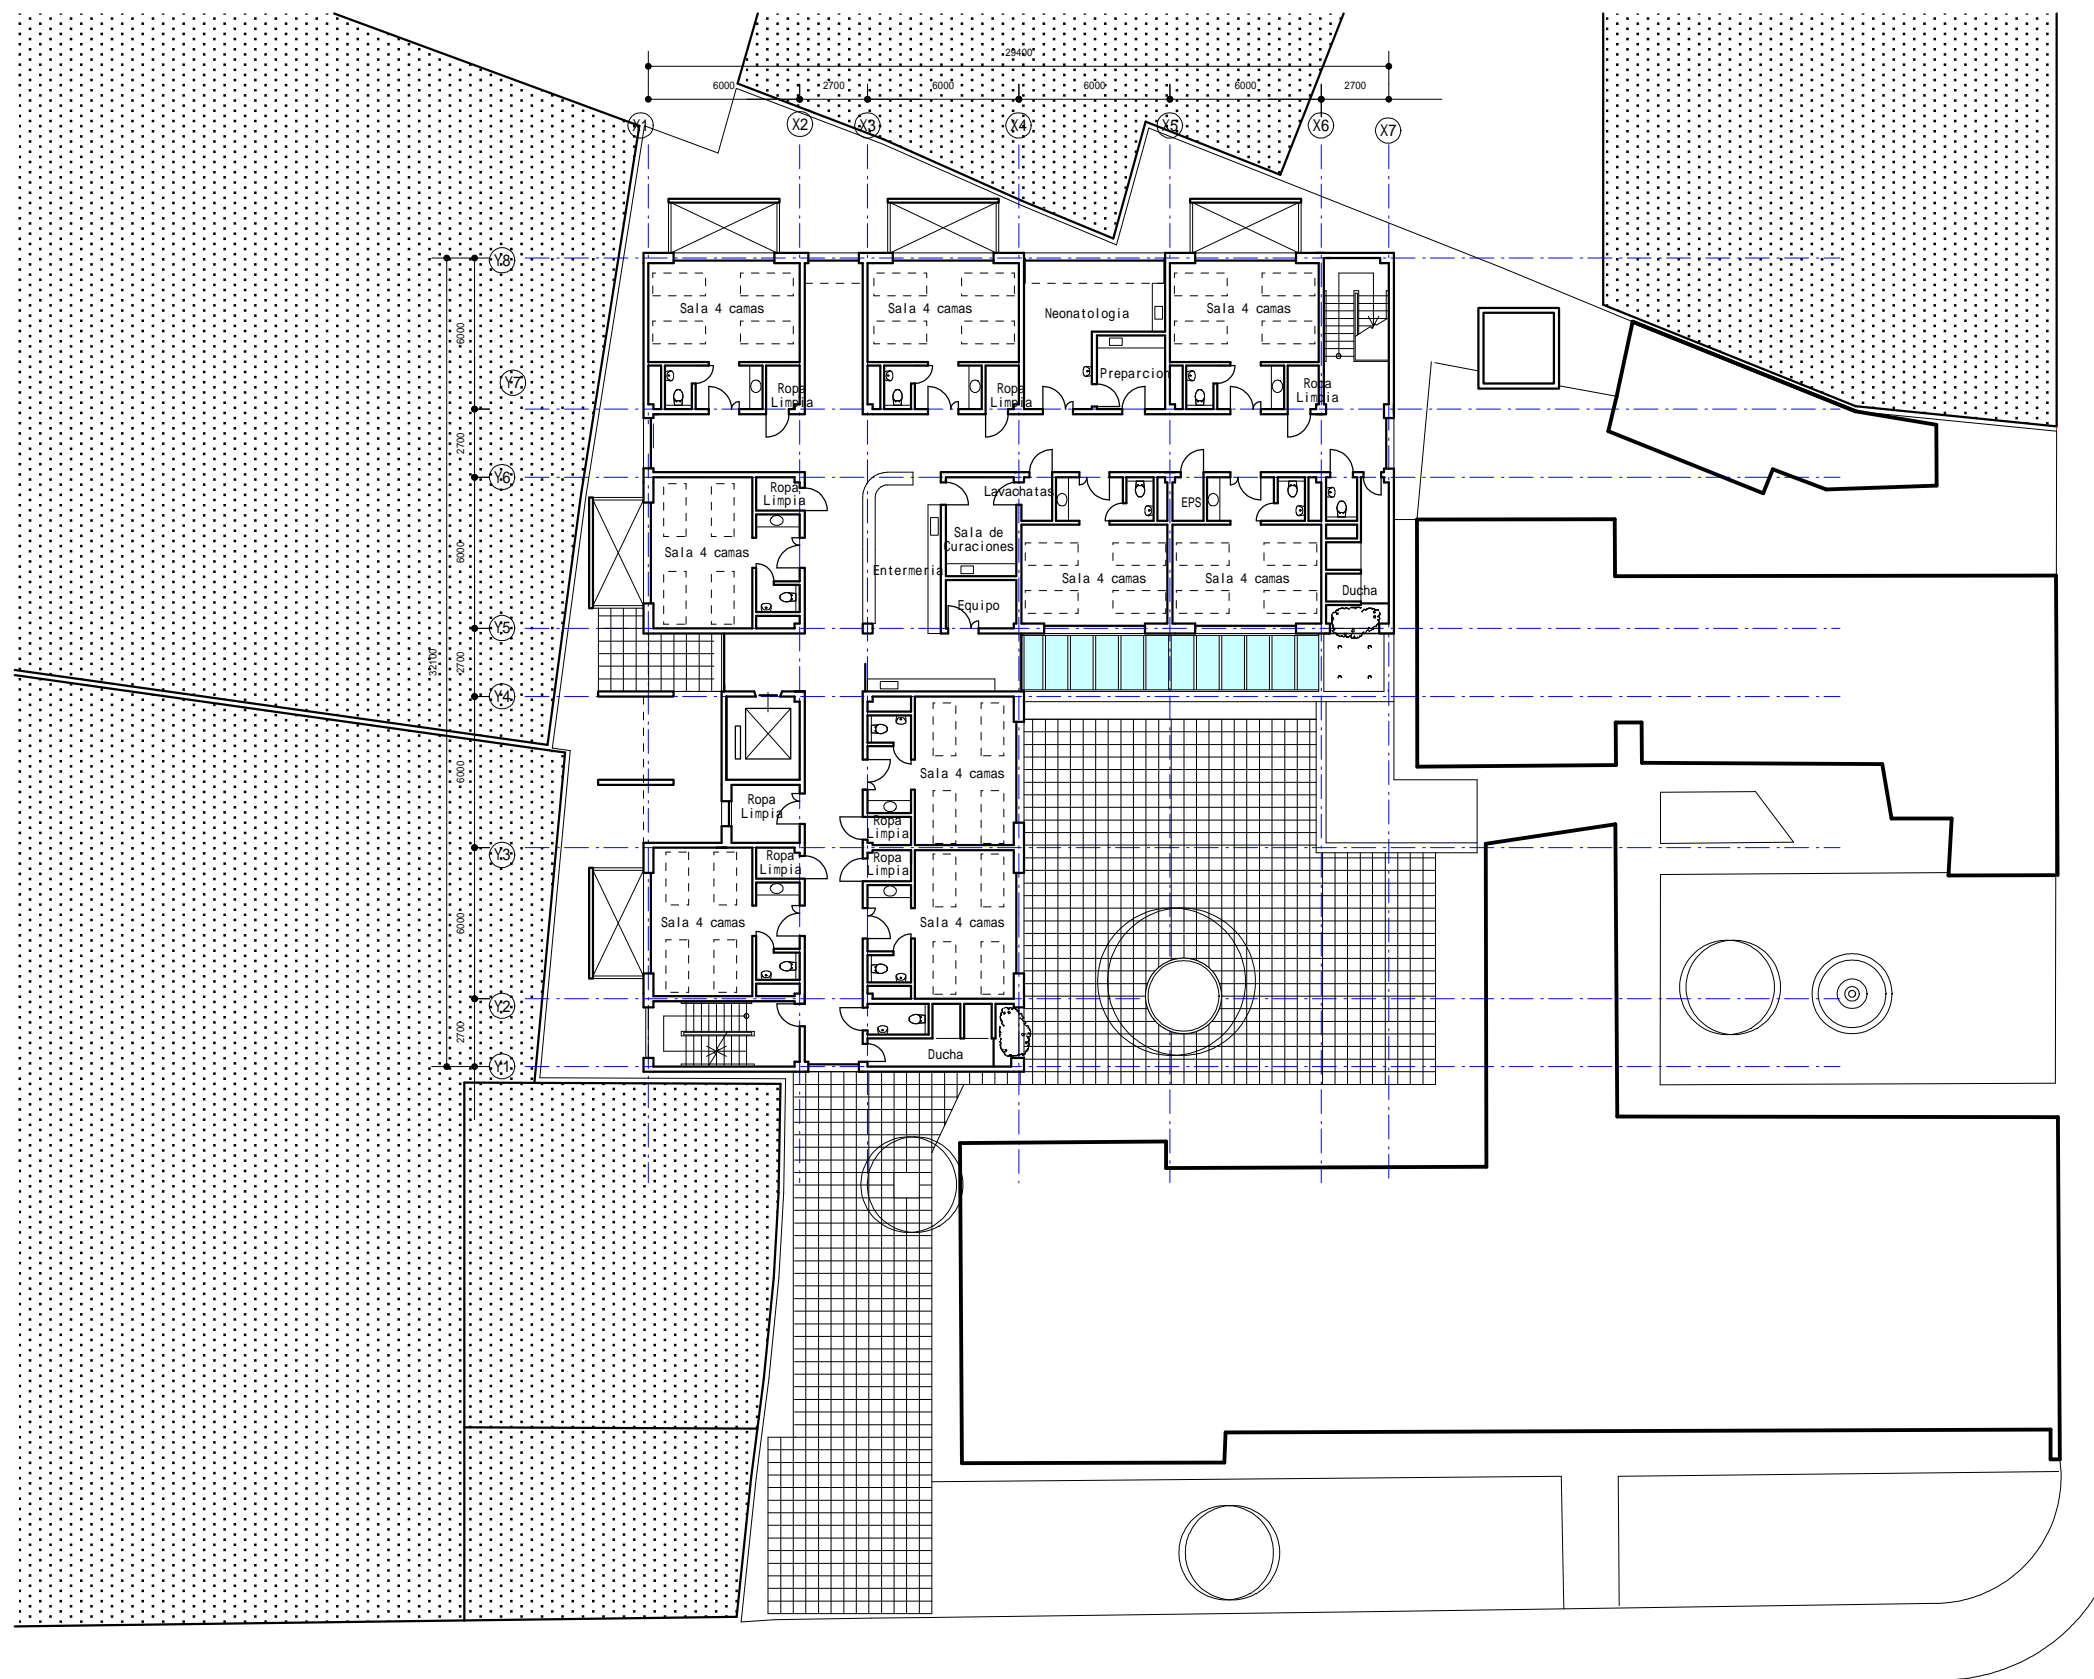 29400
6000 2700 6000 6000 6000 2700
X1 X2 X3 X4 X5 X6 X7
Y8
6000
Sala 4 camas
Sala 4 camas
Neonatologia
Sala 4 camas
Y7
Preparcion
Ropa
Limpia
Ropa
Limpia
Ropa
Limpia
2700
Y6
Ropa
Limpia
Lavachatas
EPS
6000
Sala 4 camas
Sala de
Curaciones
Entermeria
Sala 4 camas
Sala 4 camas
Ducha
Equipo
Y5
32100
2700
Y4
6000
Sala 4 camas
Ropa
Limpia
Ropa
Limpia
Y3
Ropa
Limpia
Ropa
Limpia
6000
Sala 4 camas
Sala 4 camas
Y2
2700
Ducha
Y1